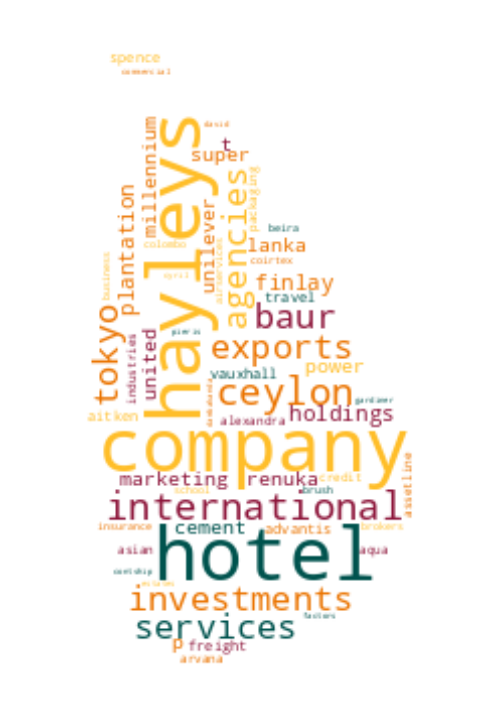 spence
commercial
david
t
super
millennium
hayleys
agencies
packaging
plantation
unilever
beira
colombo
lanka
coirtex
airservices
cyril
business
finlay
travel
tokyo
baur
pieris
united
industries
exports
power
vauxhall
ceylon
gardiner
aitken
alexandra
holdings
company
marketing
renuka
credit
assetline
school
brush
international
insurance
cement
advantis
brokers
asian
hotel
aqua
investments
factors
services
p
freight
arvana